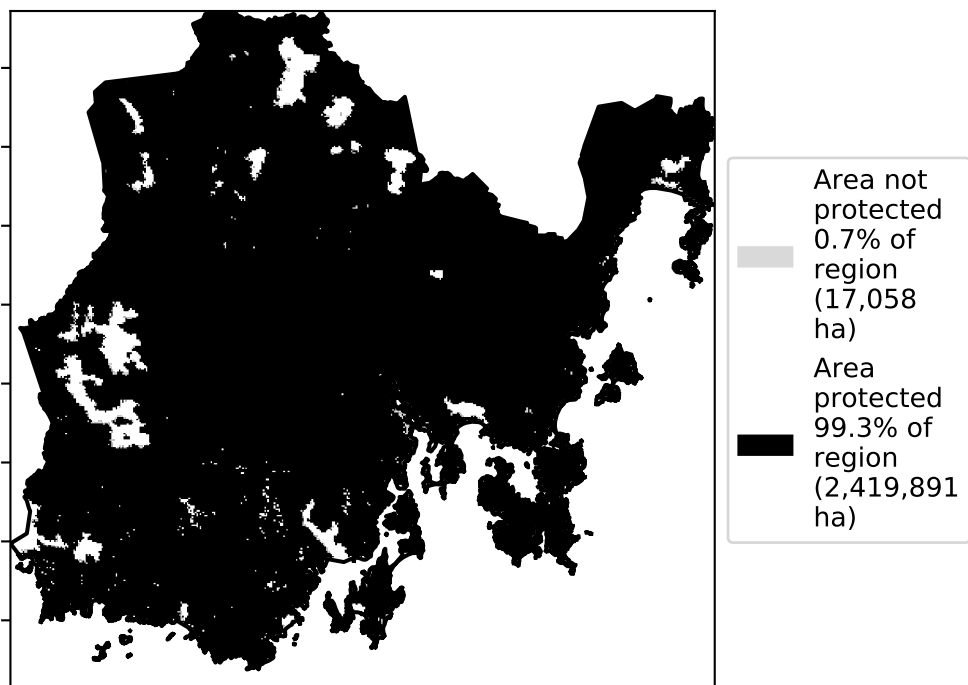 Area not
protected
0.7% of
region
(17,058
ha)
Area
protected
99.3% of
region
(2,419,891
ha)